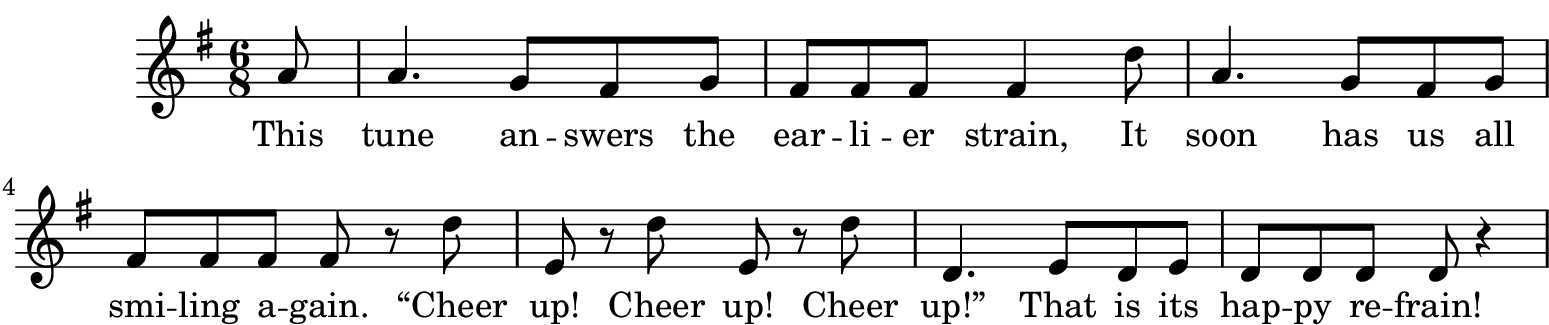 6
8
This tune an - swers the ear - li - er strain, It soon has us all
4
smi - ling a - gain. “Cheer up! Cheer up! Cheer up!” That is its hap - py re - frain!